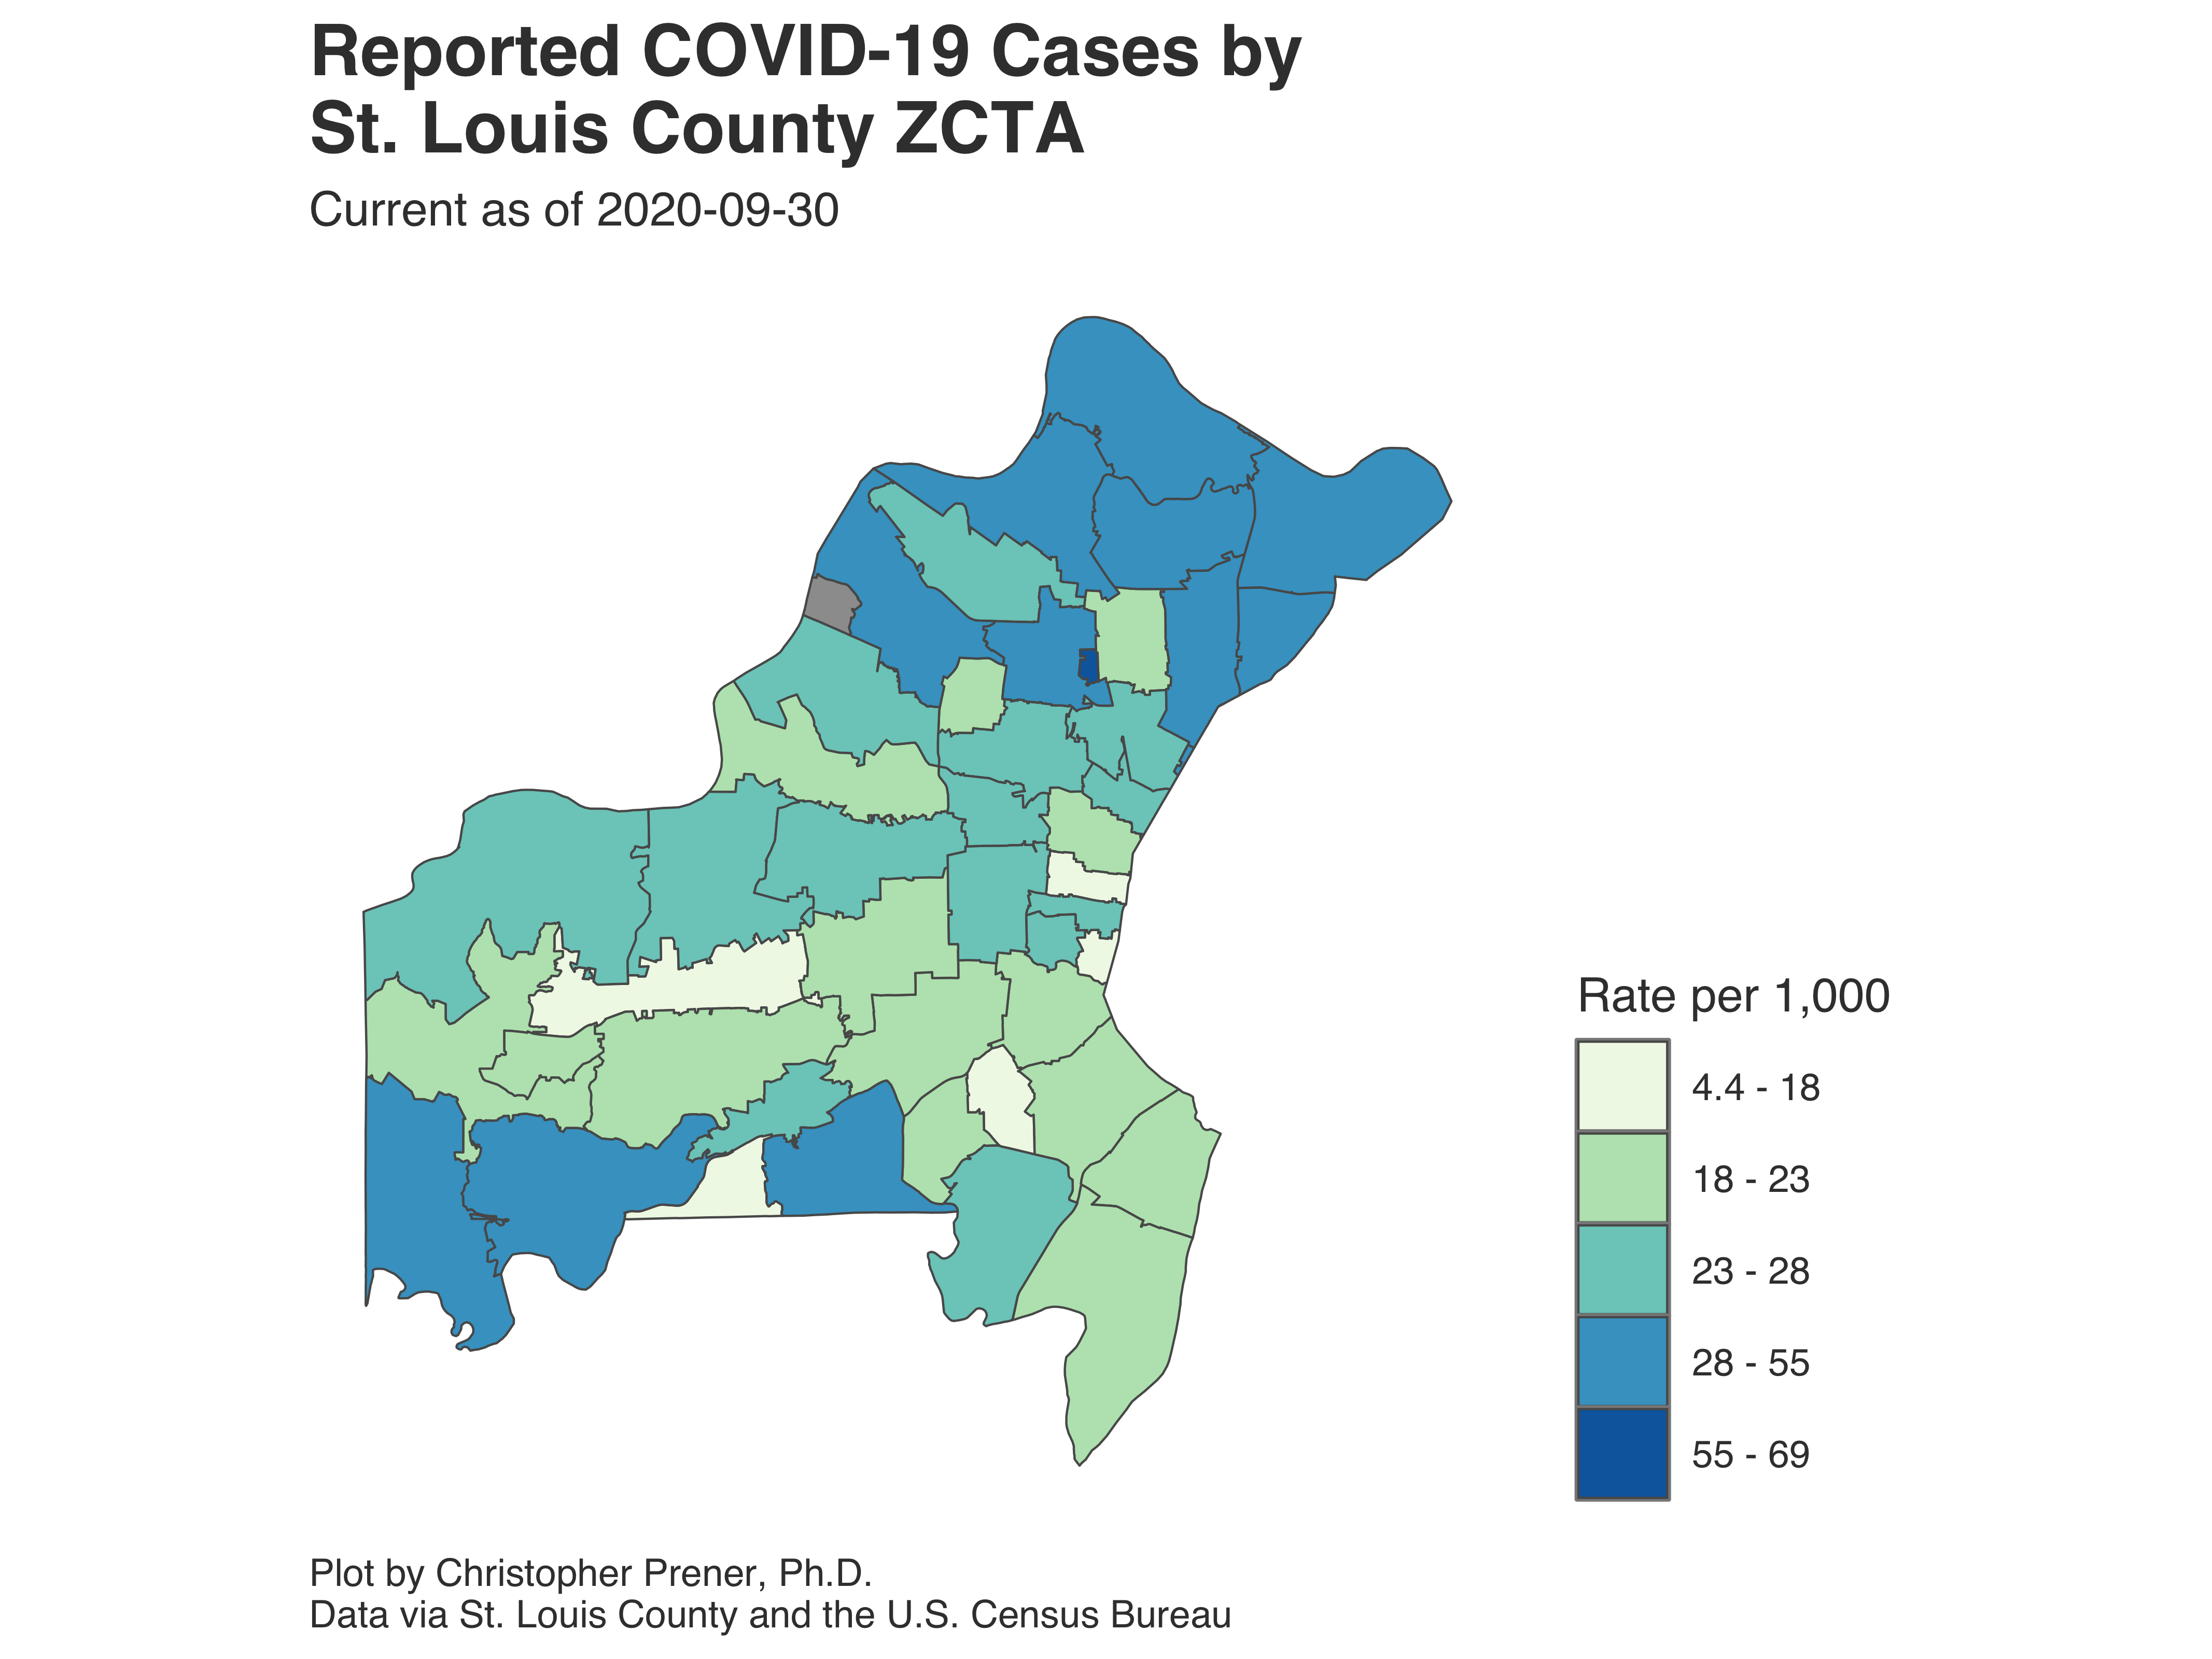 Reported COVID-19 Cases by
St. Louis County ZCTA
Current as of 2020-09-30
Rate per 1,000
4.4 - 18
18 - 23
23 - 28
28 - 55
55 - 69
Plot by Christopher Prener, Ph.D.
Data via St. Louis County and the U.S. Census Bureau